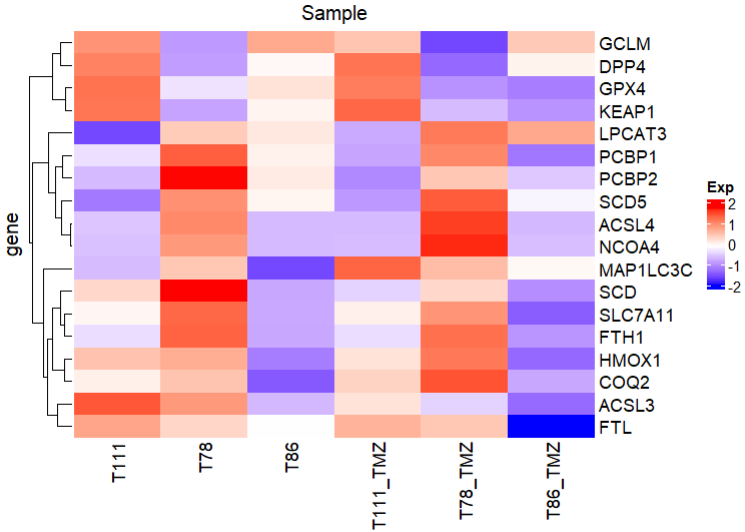 Sample
gene
GCLM
DPP4
GPX4
KEAP1
LPCAT3
PCBP1
PCBP2
SCD5
ACSL4
NCOA4
MAP1LC3C
SCD
SLC7A11
FTH1
HMOX1
COQ2
ACSL3
FTL
Exp
2
1
0
-1
-2
T111
T78
T86
T111_TMZ
T78_TMZ
T86_TMZ